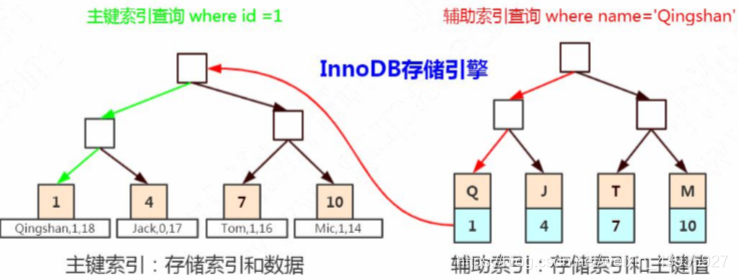 主键索引查询 where id =1
辅助索引查询 where name='Qingshan'
InnoDB存储引擎
1
4
7
10
Qingshan,1,18
Jack,0,17
Tom,1,16
Mic,1,14
Q
J
T
M
1
4
7
10
主键索引：存储索引和数据
辅助索引：存储索引和主键值